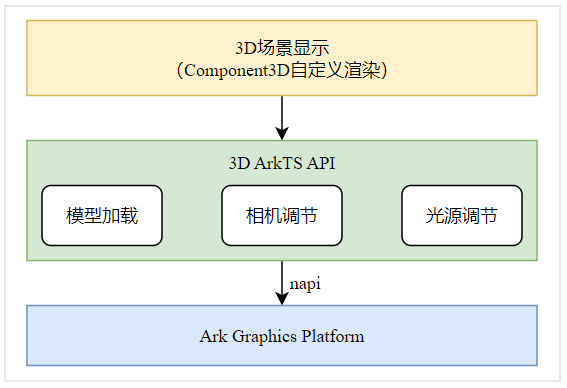 3D场景显示
（Component3D自定义渲染）
3D ArkTS API
模型加载
相机调节
光源调节
napi
Ark Graphics Platform